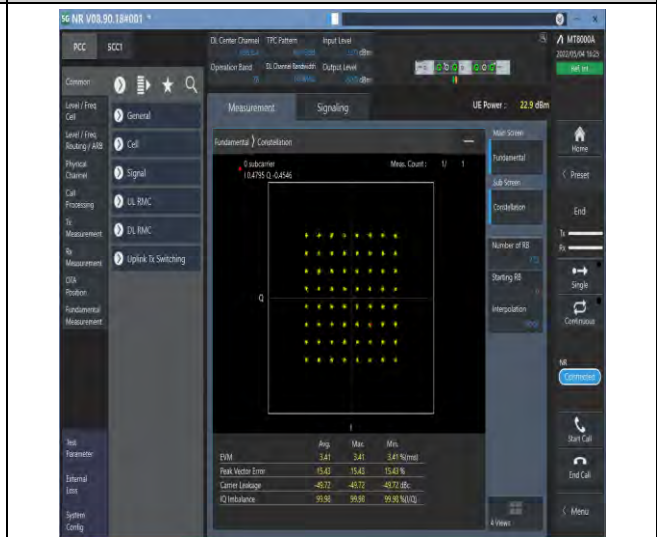 5G NR V00.90.18#001 *
PCC SCC1
DL Center Channel TPC Pattern Input Level
dBm
Operation Band DL Channel Bandwidth Output Level
dBm
MT8000A
2022/05/04 16:25
Common
Level / Freq.
Cell
Level / Freq.
Routing / ARB
Physical
Channel
Call
Processing
Tx
Measurement
Rx
Measurement
OTA
Position
Fundamental
Measurement
Test
Parameter
External
Loss
System
Config
General
Cell
Signal
UL RMC
DL RMC
Uplink Tx Switching
Measurement Signaling
UE Power : 22.9 dBm
Fundamental Constellation
0 subcarrier Meas. Count : 1/ 1
I 0.4795 Q -0.4546
Q
I
Avg. Max. Min.
EVM 3.41 3.41 3.41 %(rms)
Peak Vector Error 15.43 15.43 15.43 %
Carrier Leakage -49.72 -49.72 -49.72 dBc
IQ Imbalance 99.98 99.98 99.98 %(I/Q)
Main Screen
Fundamental
Sub Screen
Constellation
Number of RB
Starting RB
Interpolation
4 Views
Home
Preset
End
Tx
Rx
Single
Continuous
NR
Connected
Start Call
End Call
Menu